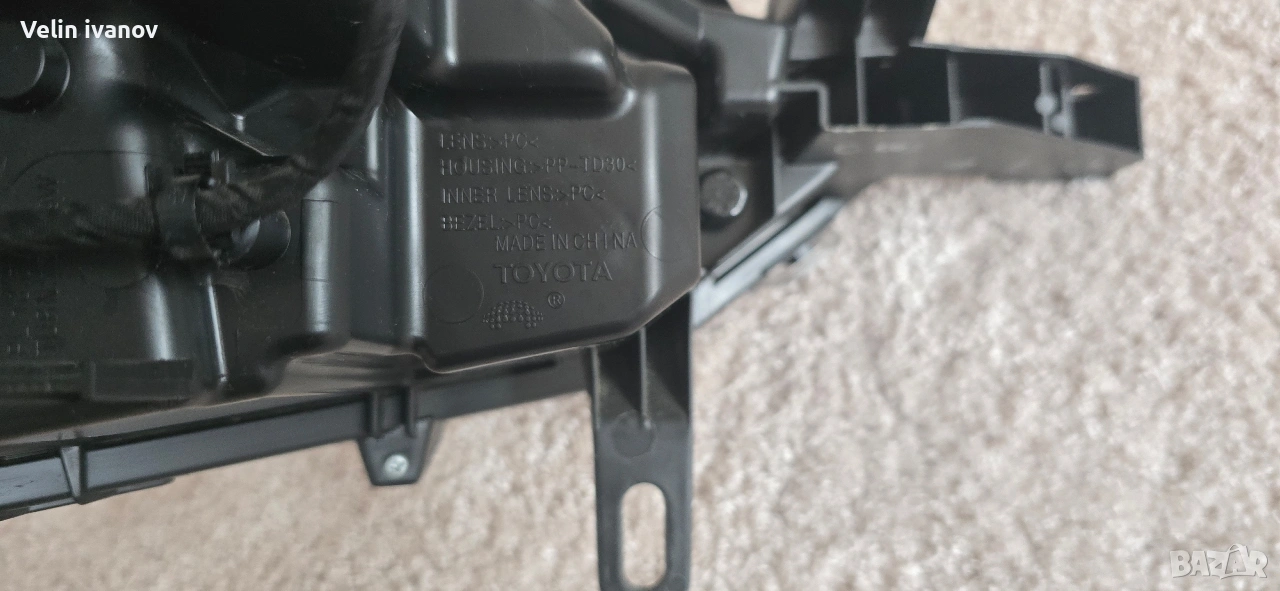 Velin ivanov
LENS:>PC<
HOUSING:>PP-TD30<
INNER LENS:>PC<
BEZEL:>PC<
MADE IN CHINA
TOYOTA
®
BAZAR